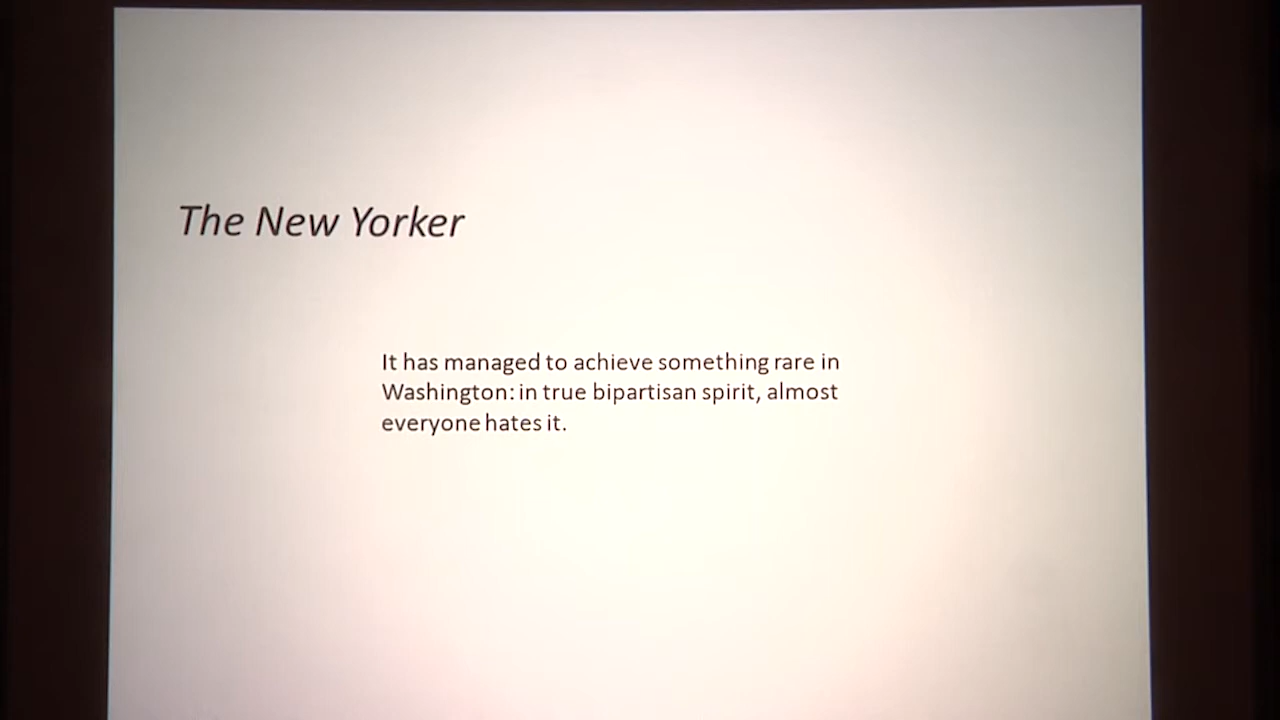 The New Yorker
It has managed to achieve something rare in
Washington: in true bipartisan spirit, almost
everyone hates it.